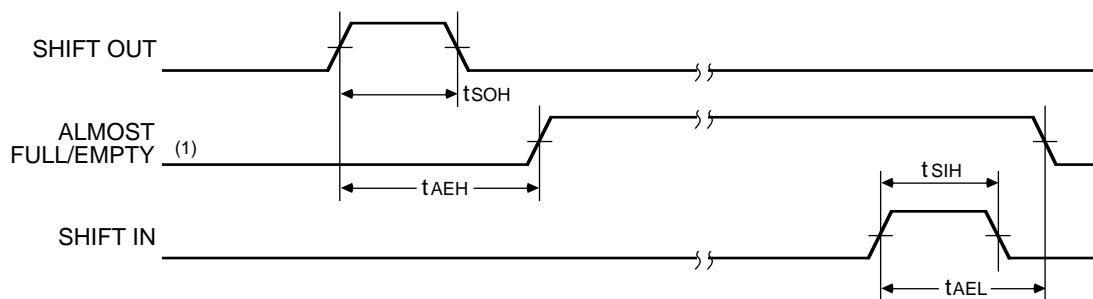 SHIFT OUT
tSOH
ALMOST
FULL/EMPTY (1)
tAEH
tSIH
SHIFT IN
tAEL